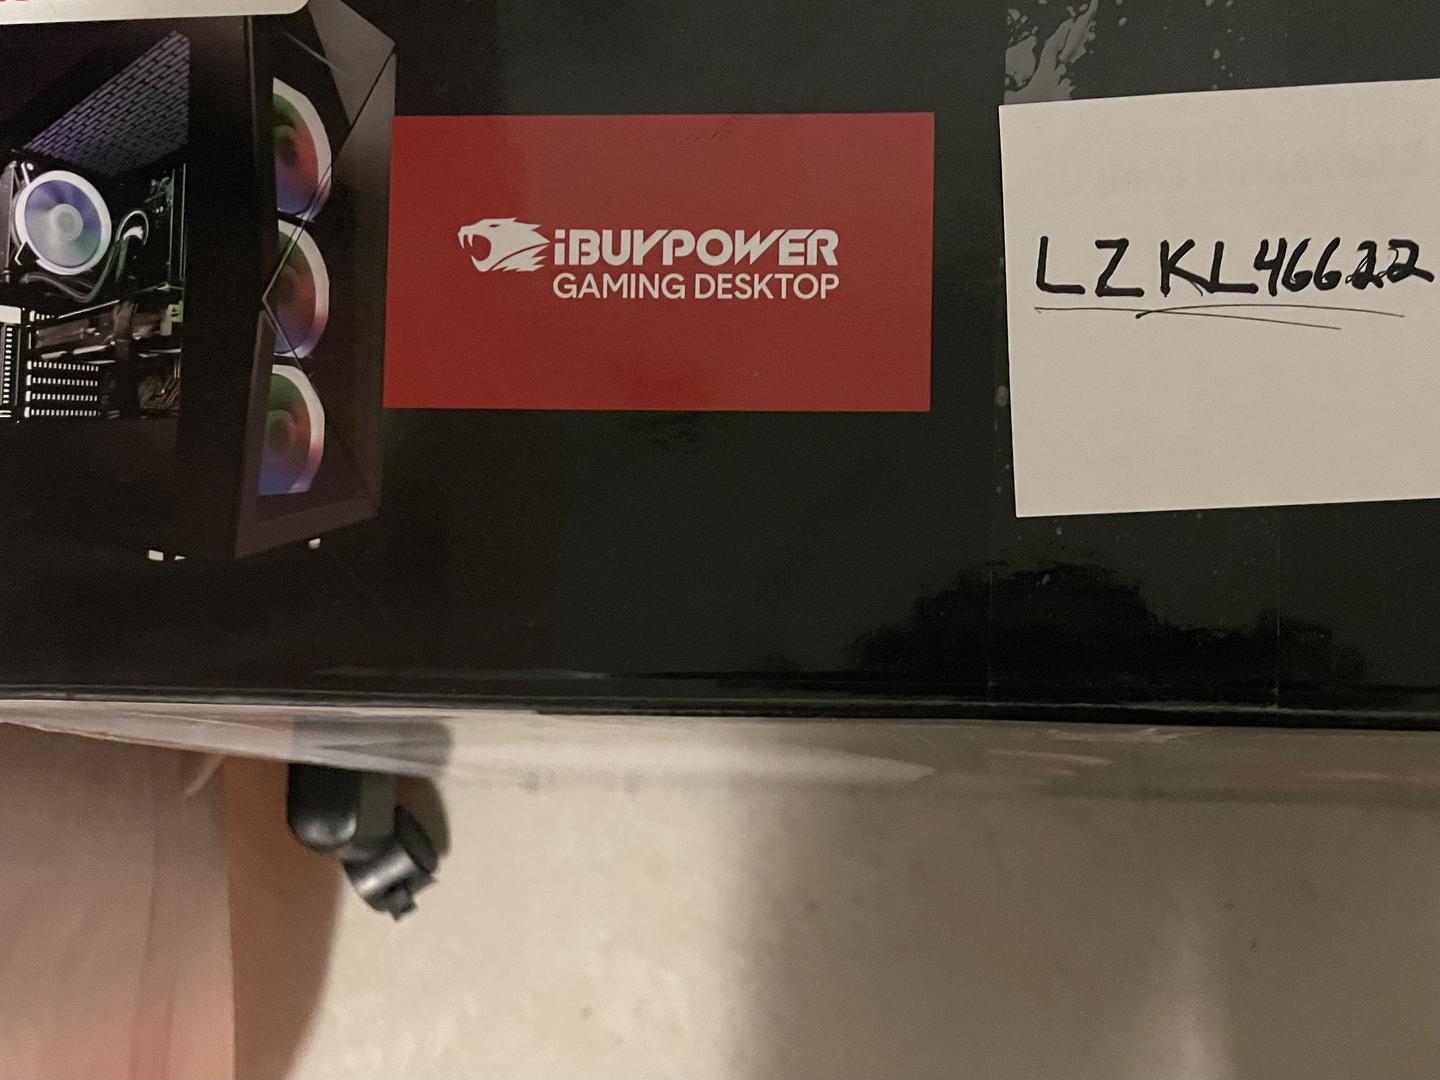 iBUYPOWER
GAMING DESKTOP
LZKL46622